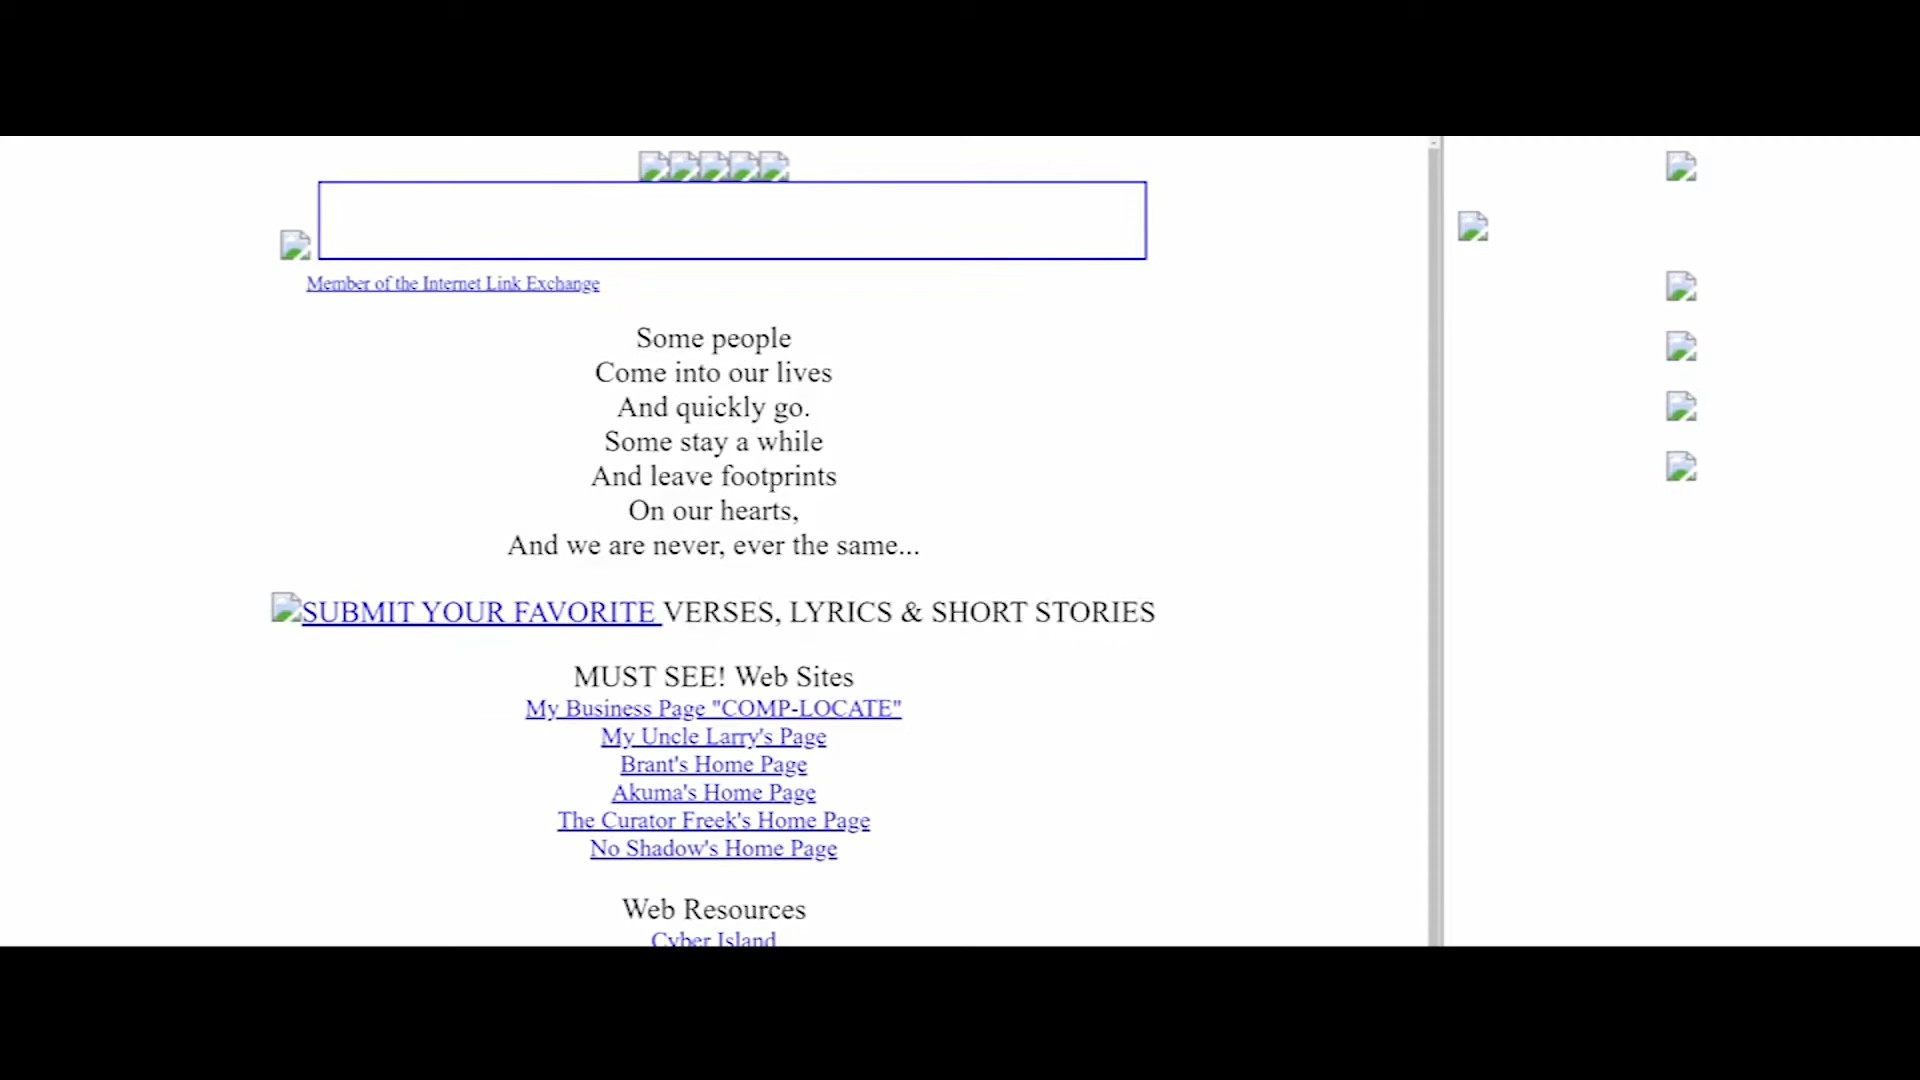 Member of the Internet Link Exchange
Some people
Come into our lives
And quickly go.
Some stay a while
And leave footprints
On our hearts,
And we are never, ever the same...
SUBMIT YOUR FAVORITE VERSES, LYRICS & SHORT STORIES
MUST SEE! Web Sites
My Business Page "COMP-LOCATE"
My Uncle Larry's Page
Brant's Home Page
Akuma's Home Page
The Curator Freek's Home Page
No Shadow's Home Page
Web Resources
Cyber Island